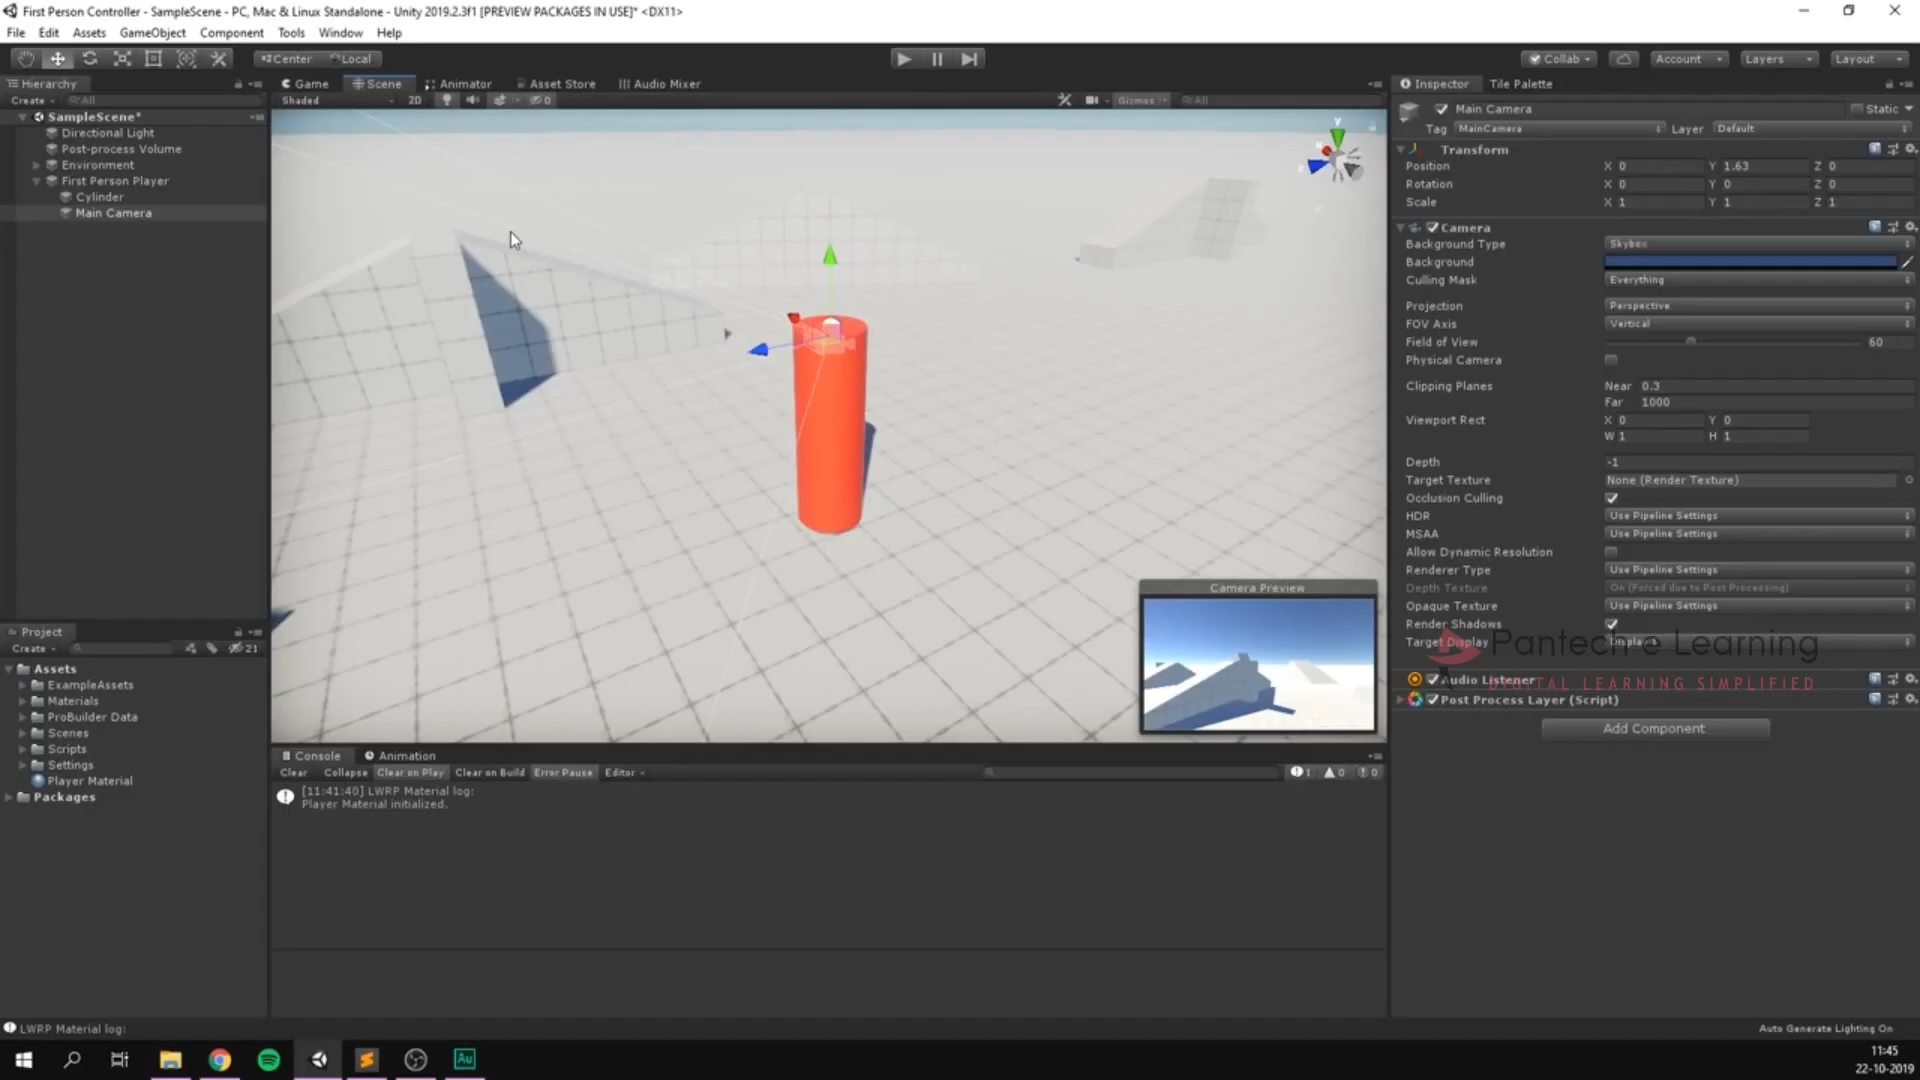 First Person Controller - SampleScene - PC, Mac & Linux Standalone - Unity 2019.2.3f1 [PREVIEW PACKAGES IN USE]* <DX11>
File Edit Assets GameObject Component Tools Window Help
Center Local
Collab Account Layers Layout
Hierarchy
Create All
SampleScene*
Directional Light
Post-process Volume
Environment
First Person Player
Cylinder
Main Camera
Game Scene Animator Asset Store Audio Mixer
Shaded 2D 0 Gizmos All
y
Camera Preview
Project
Create 21
Assets
ExampleAssets
Materials
ProBuilder Data
Scenes
Scripts
Settings
Player Material
Packages
Console Animation
Clear Collapse Clear on Play Clear on Build Error Pause Editor 1 0 0
[11:41:40] LWRP Material log:
Player Material initialized.
Inspector Tile Palette
Main Camera Static
Tag MainCamera Layer Default
Transform
Position X 0 Y 1.63 Z 0
Rotation X 0 Y 0 Z 0
Scale X 1 Y 1 Z 1
Camera
Background Type Skybox
Background
Culling Mask Everything
Projection Perspective
FOV Axis Vertical
Field of View 60
Physical Camera
Clipping Planes Near 0.3
Far 1000
Viewport Rect X 0 Y 0
W 1 H 1
Depth -1
Target Texture None (Render Texture)
Occlusion Culling
HDR Use Pipeline Settings
MSAA Use Pipeline Settings
Allow Dynamic Resolution
Renderer Type Use Pipeline Settings
Depth Texture On (Forced due to Post Processing)
Opaque Texture Use Pipeline Settings
Render Shadows
Target Display Display 1
Pantech e Learning
DIGITAL LEARNING SIMPLIFIED
Audio Listener
Post Process Layer (Script)
Add Component
LWRP Material log:
Auto Generate Lighting On
Au
11:45
22-10-2019